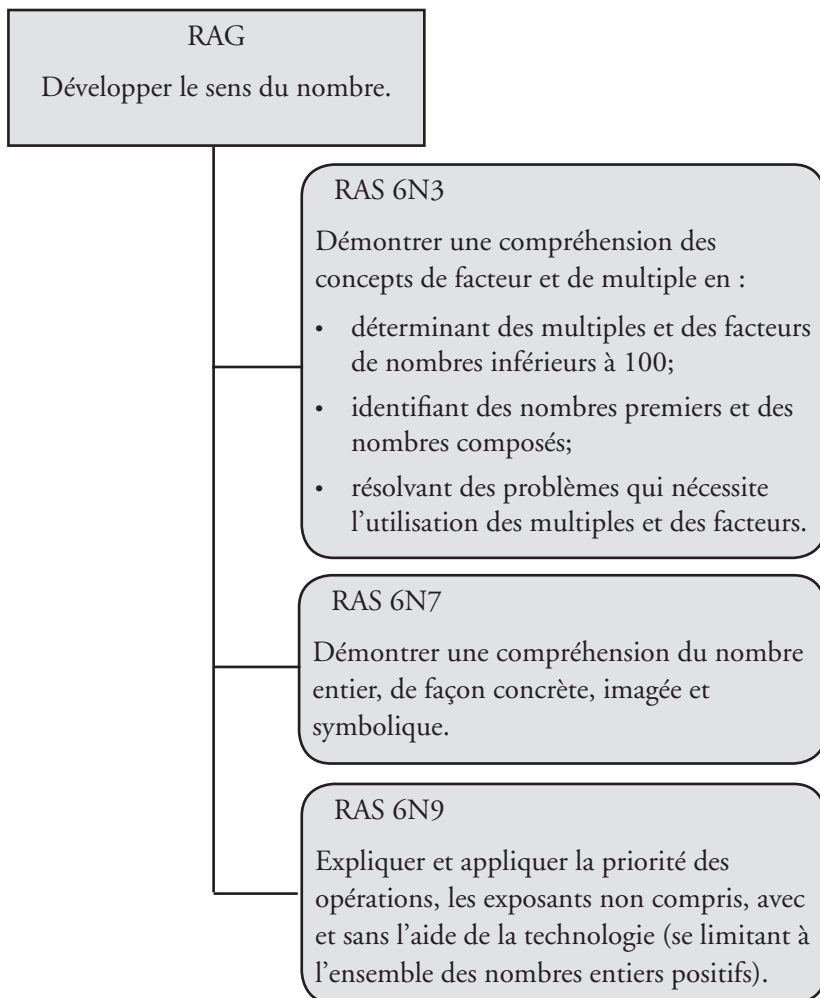 RAG
Développer le sens du nombre.
RAS 6N3
Démontrer une compréhension des
concepts de facteur et de multiple en :
• déterminant des multiples et des facteurs
de nombres inférieurs à 100;
• identifiant des nombres premiers et des
nombres composés;
• résolvant des problèmes qui nécessite
l'utilisation des multiples et des facteurs.
RAS 6N7
Démontrer une compréhension du nombre
entier, de façon concrète, imagée et
symbolique.
RAS 6N9
Expliquer et appliquer la priorité des
opérations, les exposants non compris, avec
et sans l'aide de la technologie (se limitant à
l'ensemble des nombres entiers positifs).